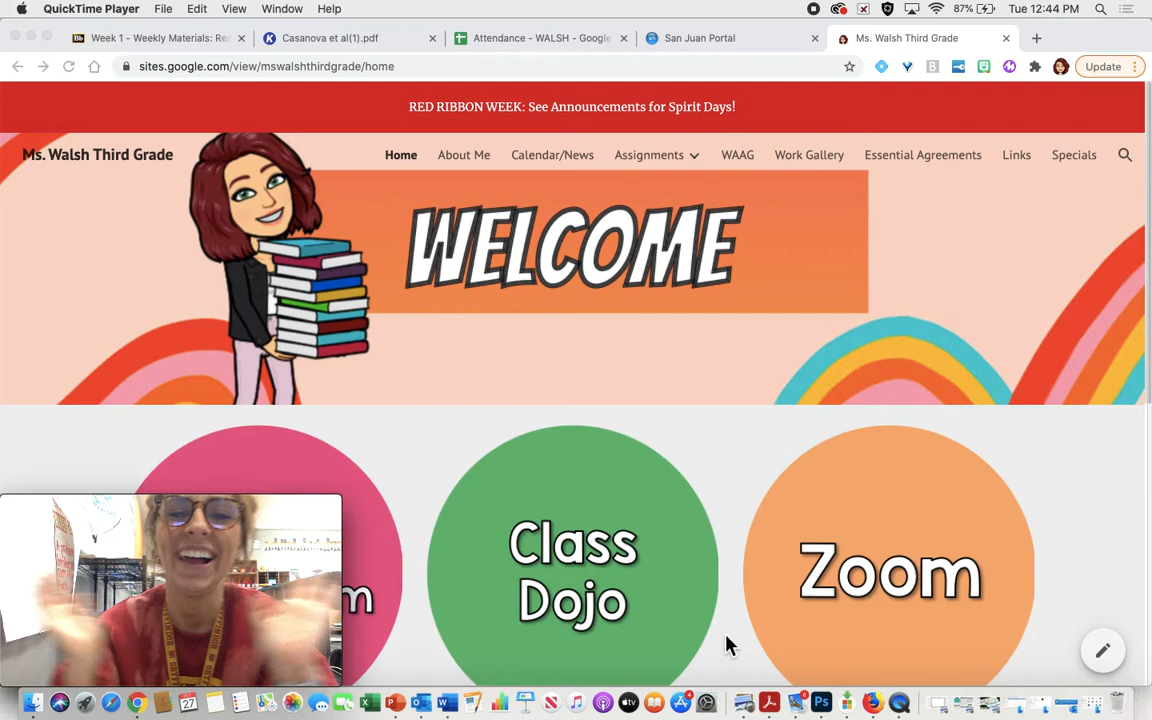 QuickTime Player File Edit View Window Help 87% Tue 12:44 PM
Week 1 - Weekly Materials: Re
Casanova et al(1).pdf
Attendance - WALSH - Google
San Juan Portal
Ms. Walsh Third Grade
sites.google.com/view/mswalshthirdgrade/home
Update
RED RIBBON WEEK: See Announcements for Spirit Days!
Ms. Walsh Third Grade
Home About Me Calendar/News Assignments WAAG Work Gallery Essential Agreements Links Specials
WELCOME
Class
Dojo
Zoom
27